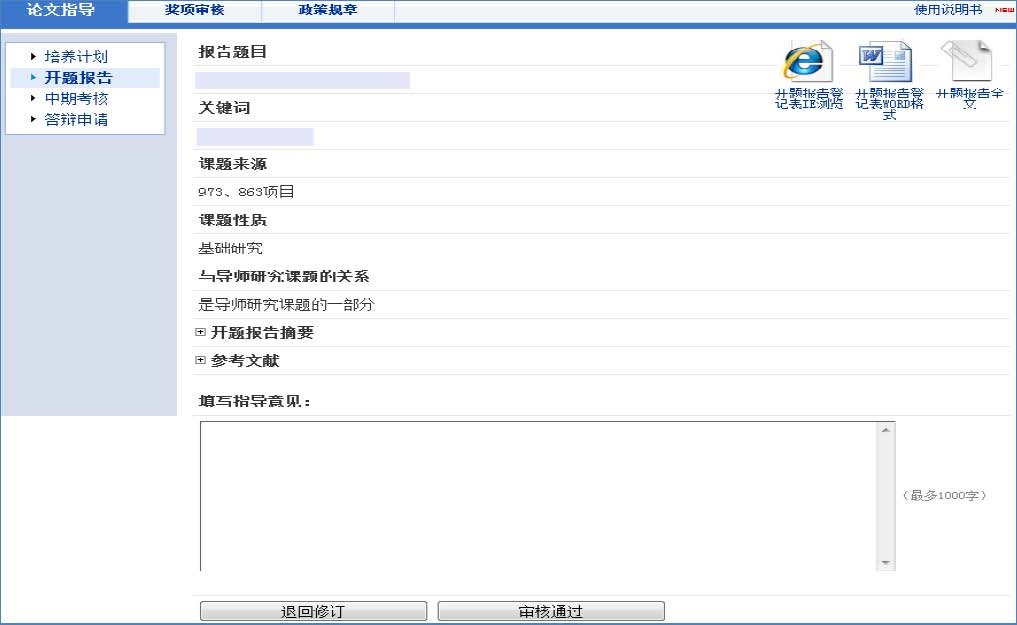 论文指导
奖项审核
政策规章
使用说明书 NEW
培养计划
开题报告
中期考核
答辩申请
报告题目
开题报告登
记表IE浏览
开题报告登
记表WORD格
式
开题报告全
文
关键词
课题来源
973、863项目
课题性质
基础研究
与导师研究课题的关系
是导师研究课题的一部分
开题报告摘要
参考文献
填写指导意见:
(最多1000字)
退回修订
审核通过